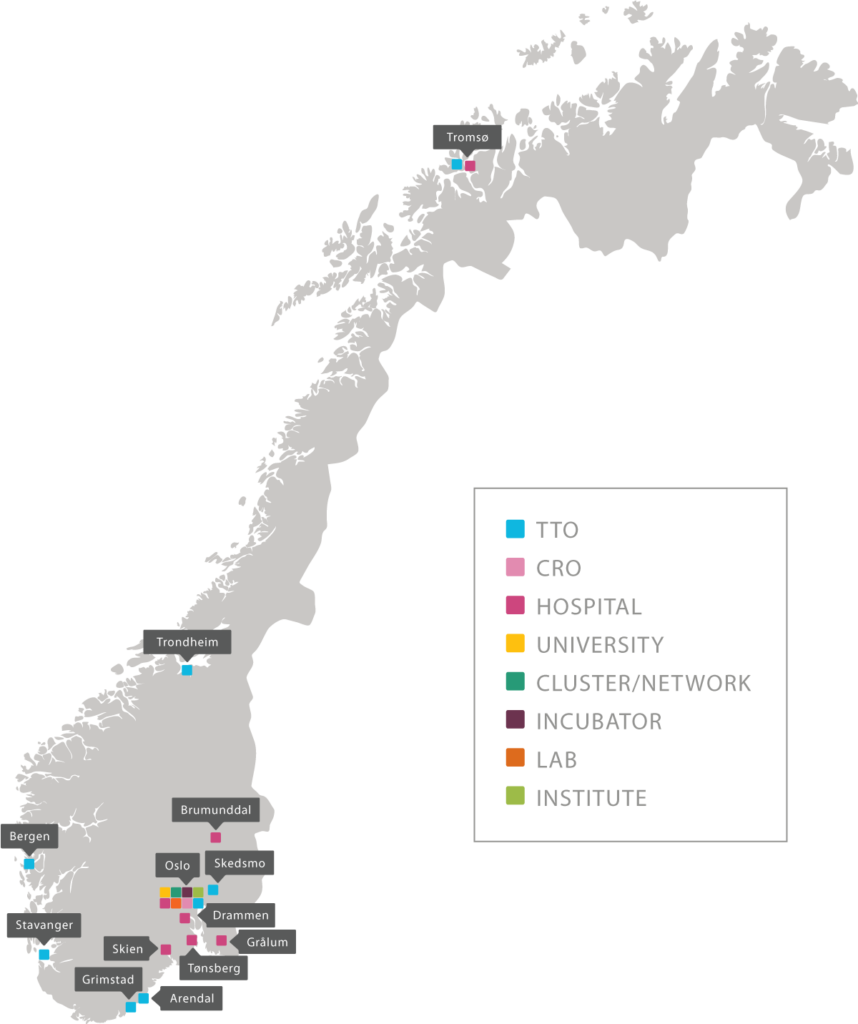 Tromsø
TTO
CRO
HOSPITAL
UNIVERSITY
CLUSTER/NETWORK
INCUBATOR
LAB
INSTITUTE
Trondheim
Brumunddal
Bergen
Oslo
Skedsmo
Drammen
Stavanger
Skien
Grålum
Tønsberg
Grimstad
Arendal